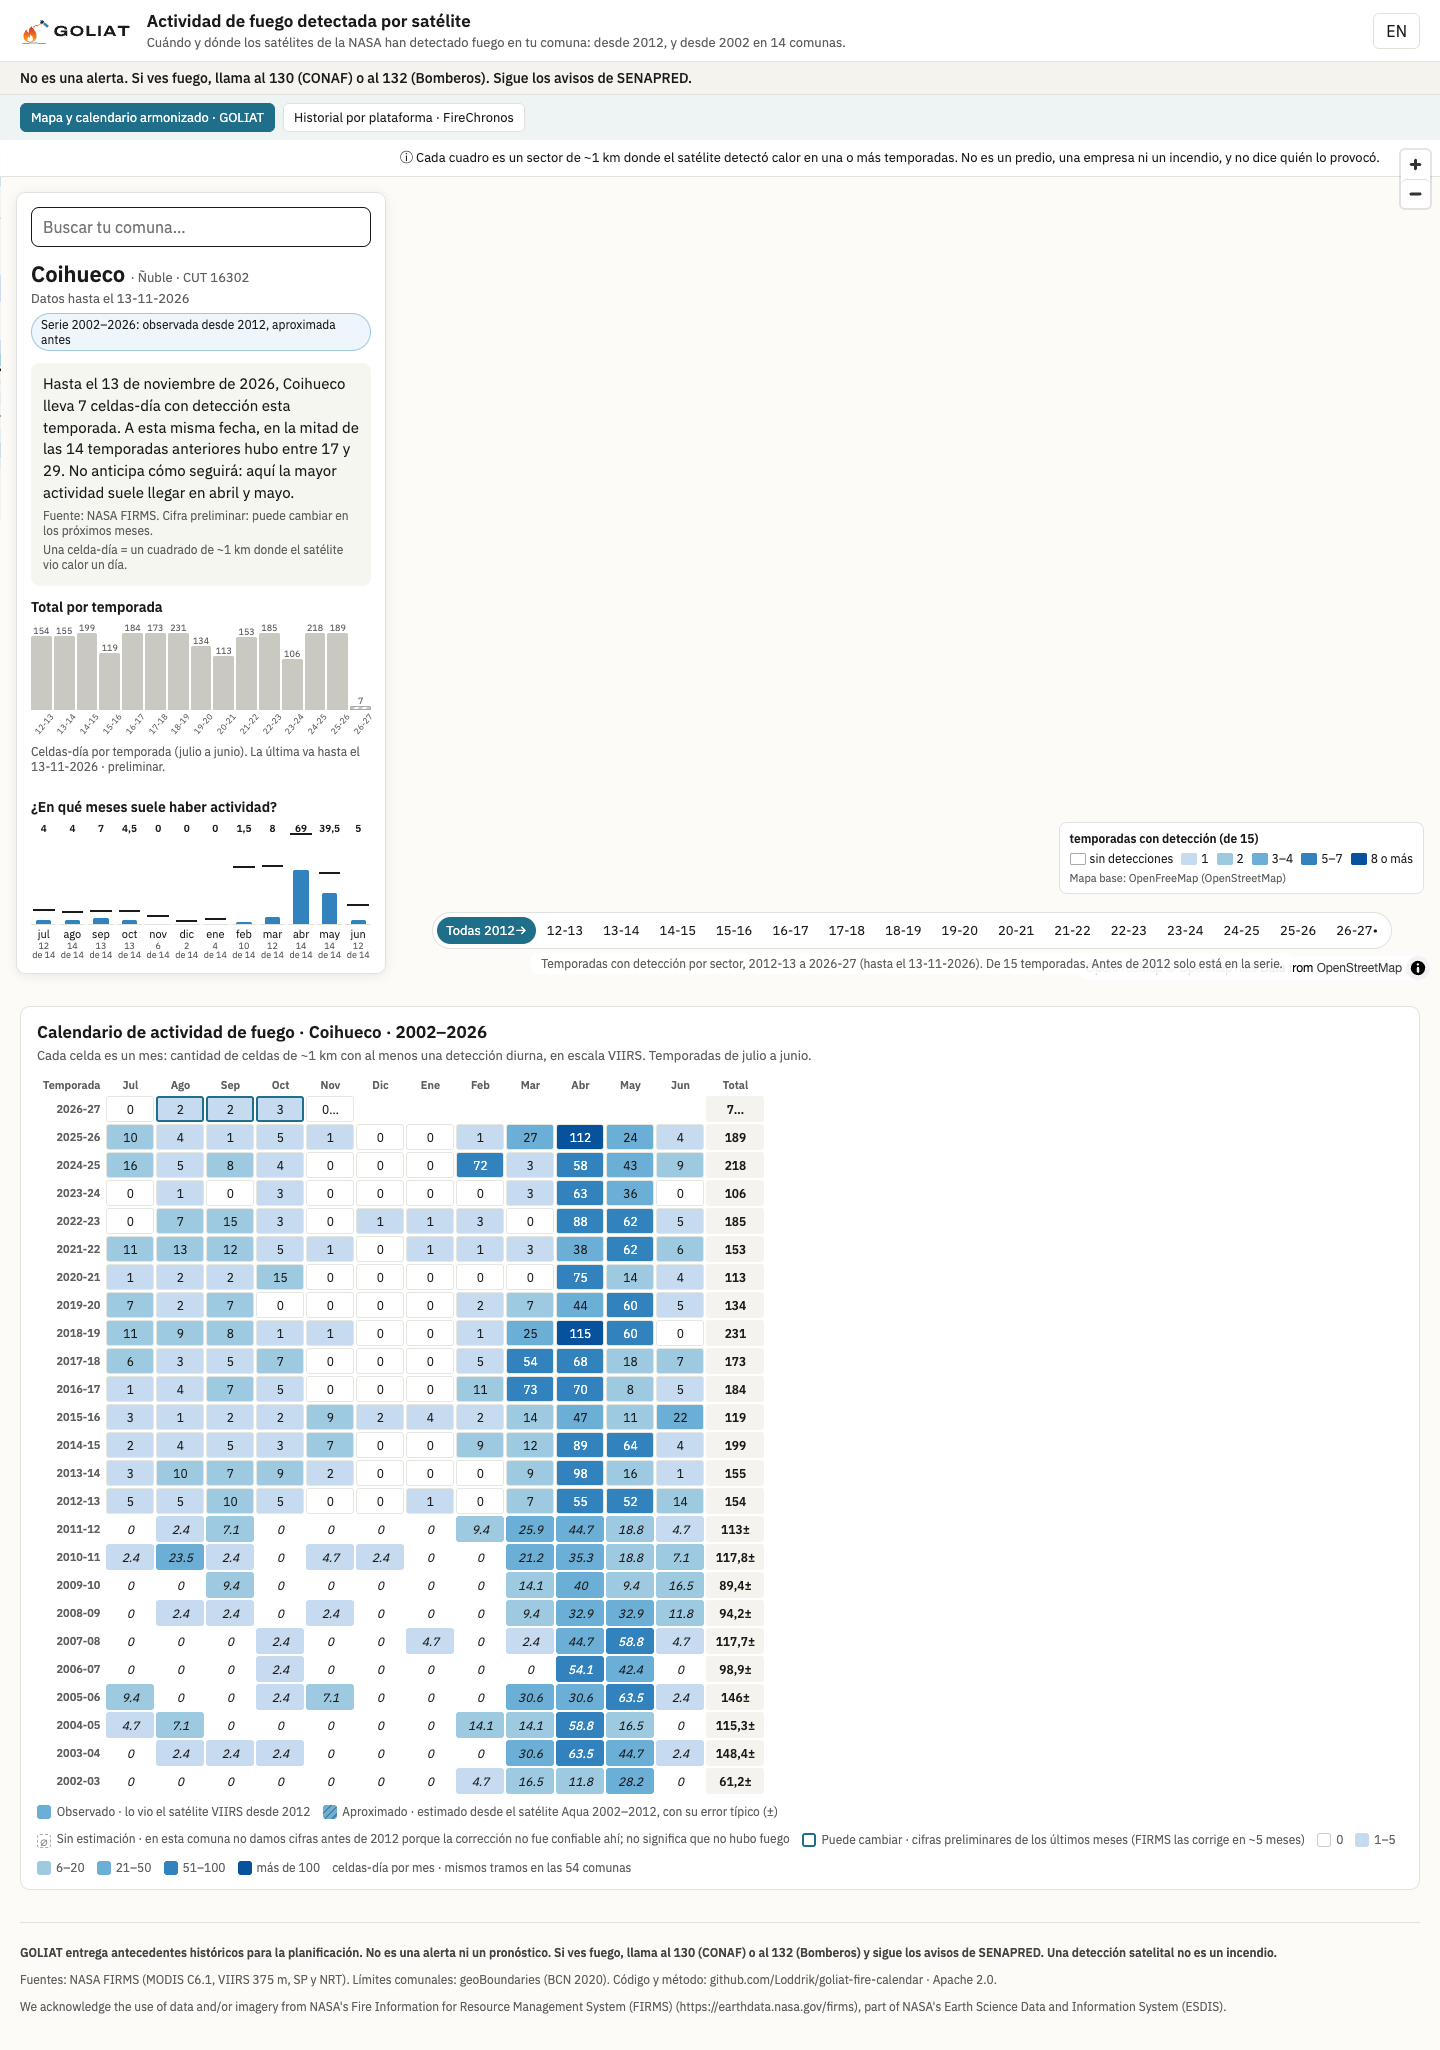 GOLIAT
Actividad de fuego detectada por satélite
Cuándo y dónde los satélites de la NASA han detectado fuego en tu comuna: desde 2012, y desde 2002 en 14 comunas.
EN
No es una alerta. Si ves fuego, llama al 130 (CONAF) o al 132 (Bomberos). Sigue los avisos de SENAPRED.
Mapa y calendario armonizado · GOLIAT
Historial por plataforma · FireChronos
ⓘ Cada cuadro es un sector de ~1 km donde el satélite detectó calor en una o más temporadas. No es un predio, una empresa ni un incendio, y no dice quién lo provocó.
+
−
Buscar tu comuna...
Coihueco · Ñuble · CUT 16302
Datos hasta el 13-11-2026
Serie 2002–2026: observada desde 2012, aproximada
antes
Hasta el 13 de noviembre de 2026, Coihueco
lleva 7 celdas-día con detección esta
temporada. A esta misma fecha, en la mitad de
las 14 temporadas anteriores hubo entre 17 y
29. No anticipa cómo seguirá: aquí la mayor
actividad suele llegar en abril y mayo.
Fuente: NASA FIRMS. Cifra preliminar: puede cambiar en
los próximos meses.
Una celda-día = un cuadrado de ~1 km donde el satélite
vio calor un día.
Total por temporada
154 155 199 119 184 173 231 134 113 153 185 106 218 189 7
12-13 13-14 14-15 15-16 16-17 17-18 18-19 19-20 20-21 21-22 22-23 23-24 24-25 25-26 26-27
Celdas-día por temporada (julio a junio). La última va hasta el
13-11-2026 · preliminar.
¿En qué meses suele haber actividad?
4 4 7 4,5 0 0 0 1,5 8 69 39,5 5
jul ago sep oct nov dic ene feb mar abr may jun
12 14 13 13 6 2 4 10 12 14 14 12
de 14 de 14 de 14 de 14 de 14 de 14 de 14 de 14 de 14 de 14 de 14 de 14
temporadas con detección (de 15)
sin detecciones 1 2 3–4 5–7 8 o más
Mapa base: OpenFreeMap (OpenStreetMap)
Todas 2012→ 12-13 13-14 14-15 15-16 16-17 17-18 18-19 19-20 20-21 21-22 22-23 23-24 24-25 25-26 26-27•
Temporadas con detección por sector, 2012-13 a 2026-27 (hasta el 13-11-2026). De 15 temporadas. Antes de 2012 solo está en la serie.
rom OpenStreetMap
Calendario de actividad de fuego · Coihueco · 2002–2026
Cada celda es un mes: cantidad de celdas de ~1 km con al menos una detección diurna, en escala VIIRS. Temporadas de julio a junio.
Temporada Jul Ago Sep Oct Nov Dic Ene Feb Mar Abr May Jun Total
2026-27 0 2 2 3 0... 7...
2025-26 10 4 1 5 1 0 0 1 27 112 24 4 189
2024-25 16 5 8 4 0 0 0 72 3 58 43 9 218
2023-24 0 1 0 3 0 0 0 0 3 63 36 0 106
2022-23 0 7 15 3 0 1 1 3 0 88 62 5 185
2021-22 11 13 12 5 1 0 1 1 3 38 62 6 153
2020-21 1 2 2 15 0 0 0 0 0 75 14 4 113
2019-20 7 2 7 0 0 0 0 2 7 44 60 5 134
2018-19 11 9 8 1 1 0 0 1 25 115 60 0 231
2017-18 6 3 5 7 0 0 0 5 54 68 18 7 173
2016-17 1 4 7 5 0 0 0 11 73 70 8 5 184
2015-16 3 1 2 2 9 2 4 2 14 47 11 22 119
2014-15 2 4 5 3 7 0 0 9 12 89 64 4 199
2013-14 3 10 7 9 2 0 0 0 9 98 16 1 155
2012-13 5 5 10 5 0 0 1 0 7 55 52 14 154
2011-12 0 2.4 7.1 0 0 0 0 9.4 25.9 44.7 18.8 4.7 113±
2010-11 2.4 23.5 2.4 0 4.7 2.4 0 0 21.2 35.3 18.8 7.1 117,8±
2009-10 0 0 9.4 0 0 0 0 0 14.1 40 9.4 16.5 89,4±
2008-09 0 2.4 2.4 0 2.4 0 0 0 9.4 32.9 32.9 11.8 94,2±
2007-08 0 0 0 2.4 0 0 4.7 0 2.4 44.7 58.8 4.7 117,7±
2006-07 0 0 0 2.4 0 0 0 0 0 54.1 42.4 0 98,9±
2005-06 9.4 0 0 2.4 7.1 0 0 0 30.6 30.6 63.5 2.4 146±
2004-05 4.7 7.1 0 0 0 0 0 14.1 14.1 58.8 16.5 0 115,3±
2003-04 0 2.4 2.4 2.4 0 0 0 0 30.6 63.5 44.7 2.4 148,4±
2002-03 0 0 0 0 0 0 0 4.7 16.5 11.8 28.2 0 61,2±
Observado · lo vio el satélite VIIRS desde 2012 Aproximado · estimado desde el satélite Aqua 2002–2012, con su error típico (±)
∅ Sin estimación · en esta comuna no damos cifras antes de 2012 porque la corrección no fue confiable ahí; no significa que no hubo fuego Puede cambiar · cifras preliminares de los últimos meses (FIRMS las corrige en ~5 meses) 0 1–5
6–20 21–50 51–100 más de 100 celdas-día por mes · mismos tramos en las 54 comunas
GOLIAT entrega antecedentes históricos para la planificación. No es una alerta ni un pronóstico. Si ves fuego, llama al 130 (CONAF) o al 132 (Bomberos) y sigue los avisos de SENAPRED. Una detección satelital no es un incendio.
Fuentes: NASA FIRMS (MODIS C6.1, VIIRS 375 m, SP y NRT). Límites comunales: geoBoundaries (BCN 2020). Código y método: github.com/Loddrik/goliat-fire-calendar · Apache 2.0.
We acknowledge the use of data and/or imagery from NASA's Fire Information for Resource Management System (FIRMS) (https://earthdata.nasa.gov/firms), part of NASA's Earth Science Data and Information System (ESDIS).